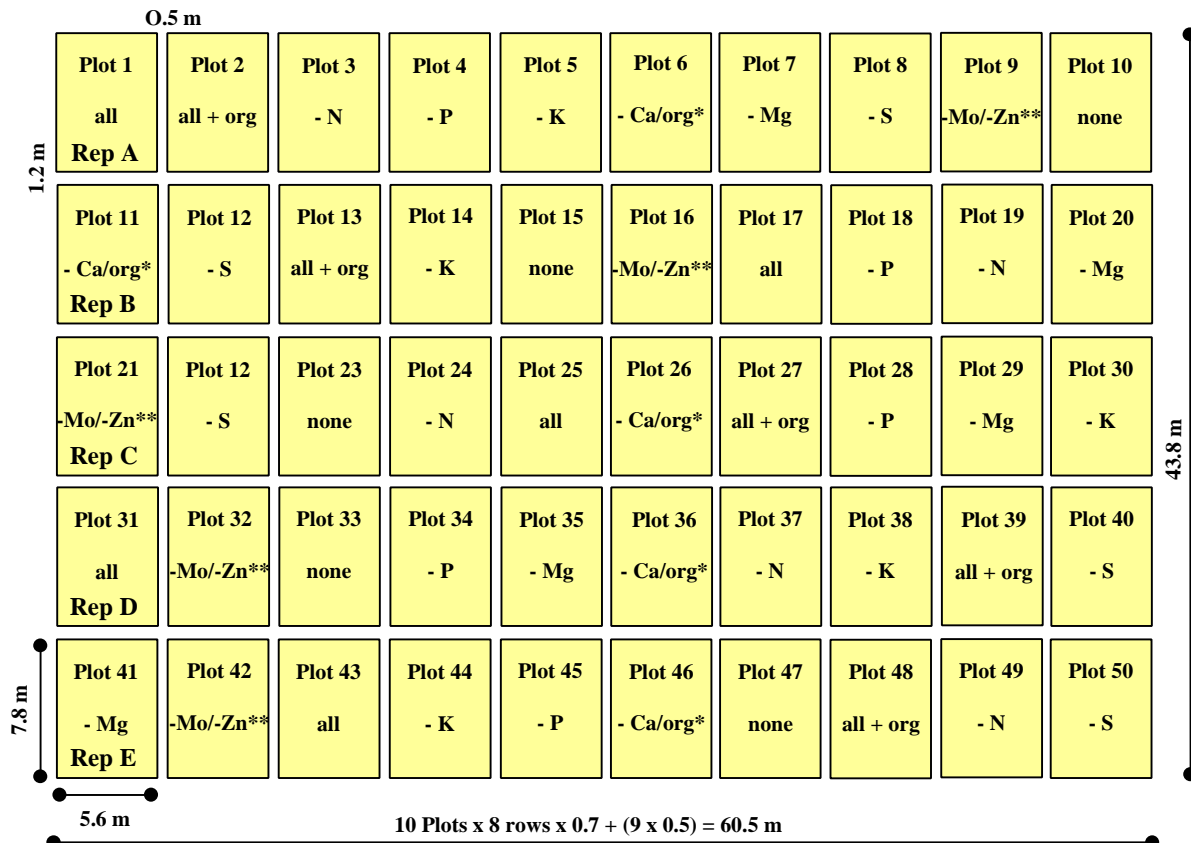 O.5 m
Plot 1 Plot 2 Plot 3 Plot 4 Plot 5 Plot 6 Plot 7 Plot 8 Plot 9 Plot 10
all all + org - N - P - K - Ca/org* - Mg - S -Mo/-Zn** none
Rep A
1.2 m
Plot 11 Plot 12 Plot 13 Plot 14 Plot 15 Plot 16 Plot 17 Plot 18 Plot 19 Plot 20
- Ca/org* - S all + org - K none -Mo/-Zn** all - P - N - Mg
Rep B
Plot 21 Plot 12 Plot 23 Plot 24 Plot 25 Plot 26 Plot 27 Plot 28 Plot 29 Plot 30
-Mo/-Zn** - S none - N all - Ca/org* all + org - P - Mg - K
Rep C
43.8 m
Plot 31 Plot 32 Plot 33 Plot 34 Plot 35 Plot 36 Plot 37 Plot 38 Plot 39 Plot 40
all -Mo/-Zn** none - P - Mg - Ca/org* - N - K all + org - S
Rep D
Plot 41 Plot 42 Plot 43 Plot 44 Plot 45 Plot 46 Plot 47 Plot 48 Plot 49 Plot 50
- Mg -Mo/-Zn** all - K - P - Ca/org* none all + org - N - S
Rep E
7.8 m
5.6 m
10 Plots x 8 rows x 0.7 + (9 x 0.5) = 60.5 m